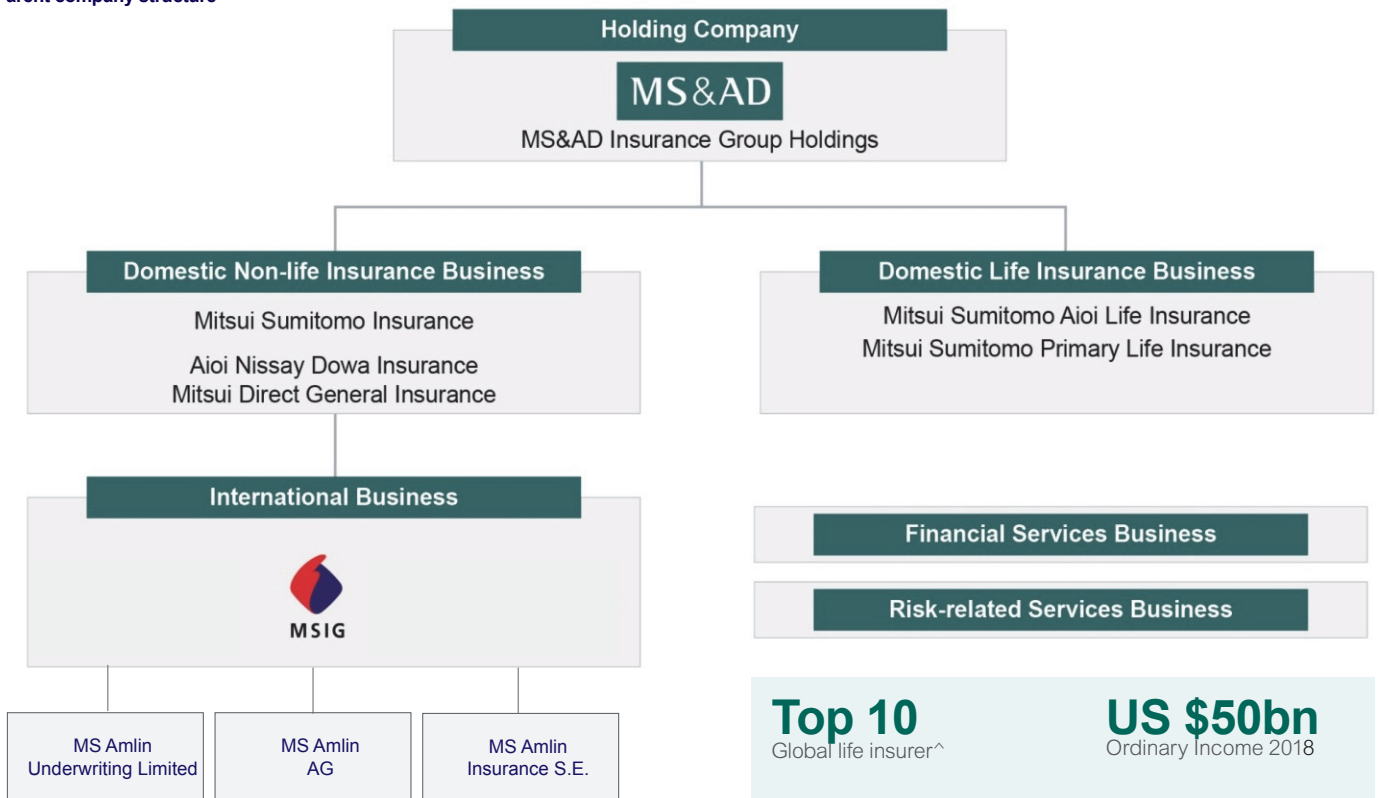 arent company structure
Holding Company
MS&AD
MS&AD Insurance Group Holdings
Domestic Non-life Insurance Business
Mitsui Sumitomo Insurance
Aioi Nissay Dowa Insurance
Mitsui Direct General Insurance
Domestic Life Insurance Business
Mitsui Sumitomo Aioi Life Insurance
Mitsui Sumitomo Primary Life Insurance
International Business
MSIG
Financial Services Business
Risk-related Services Business
MS Amlin
Underwriting Limited
MS Amlin
AG
MS Amlin
Insurance S.E.
Top 10
Global life insurer^
US $50bn
Ordinary Income 2018